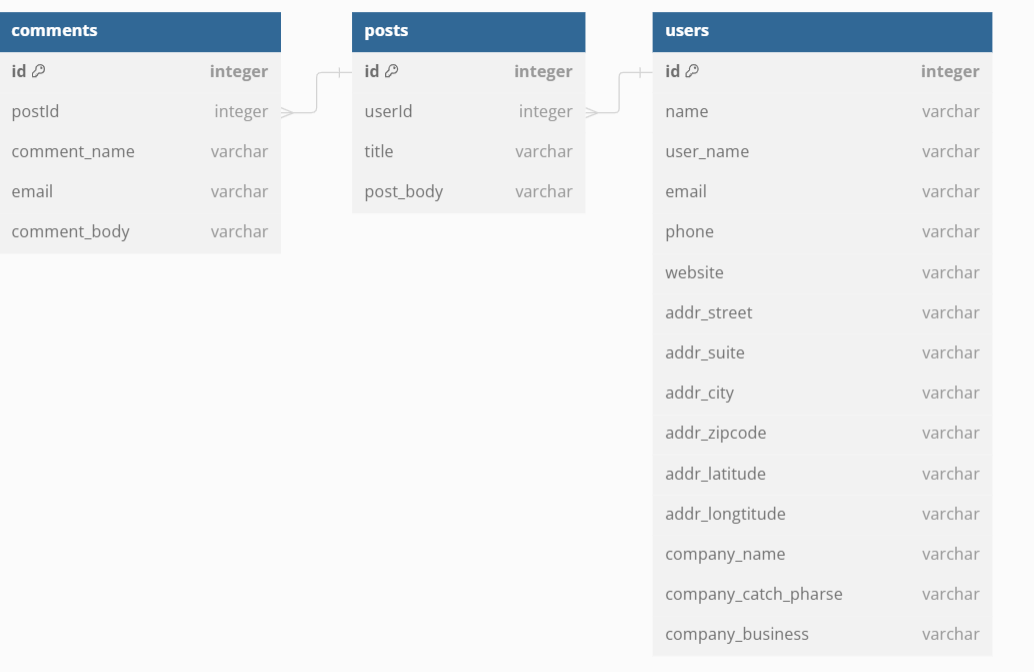 comments
id integer
postId integer
comment_name varchar
email varchar
comment_body varchar
posts
id integer
userId integer
title varchar
post_body varchar
users
id integer
name varchar
user_name varchar
email varchar
phone varchar
website varchar
addr_street varchar
addr_suite varchar
addr_city varchar
addr_zipcode varchar
addr_latitude varchar
addr_longtitude varchar
company_name varchar
company_catch_pharse varchar
company_business varchar